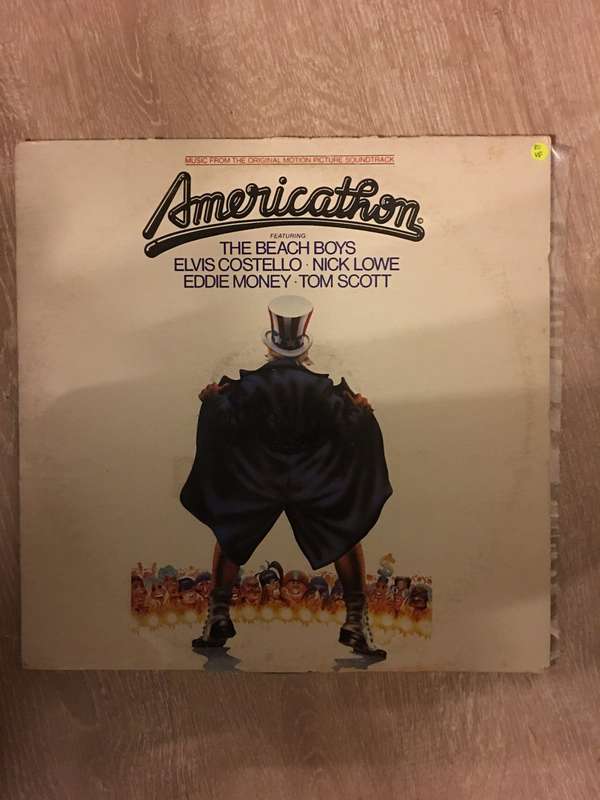 MUSIC FROM THE ORIGINAL MOTION PICTURE SOUNDTRACK
Americathon©
FEATURING
THE BEACH BOYS
ELVIS COSTELLO · NICK LOWE
EDDIE MONEY · TOM SCOTT